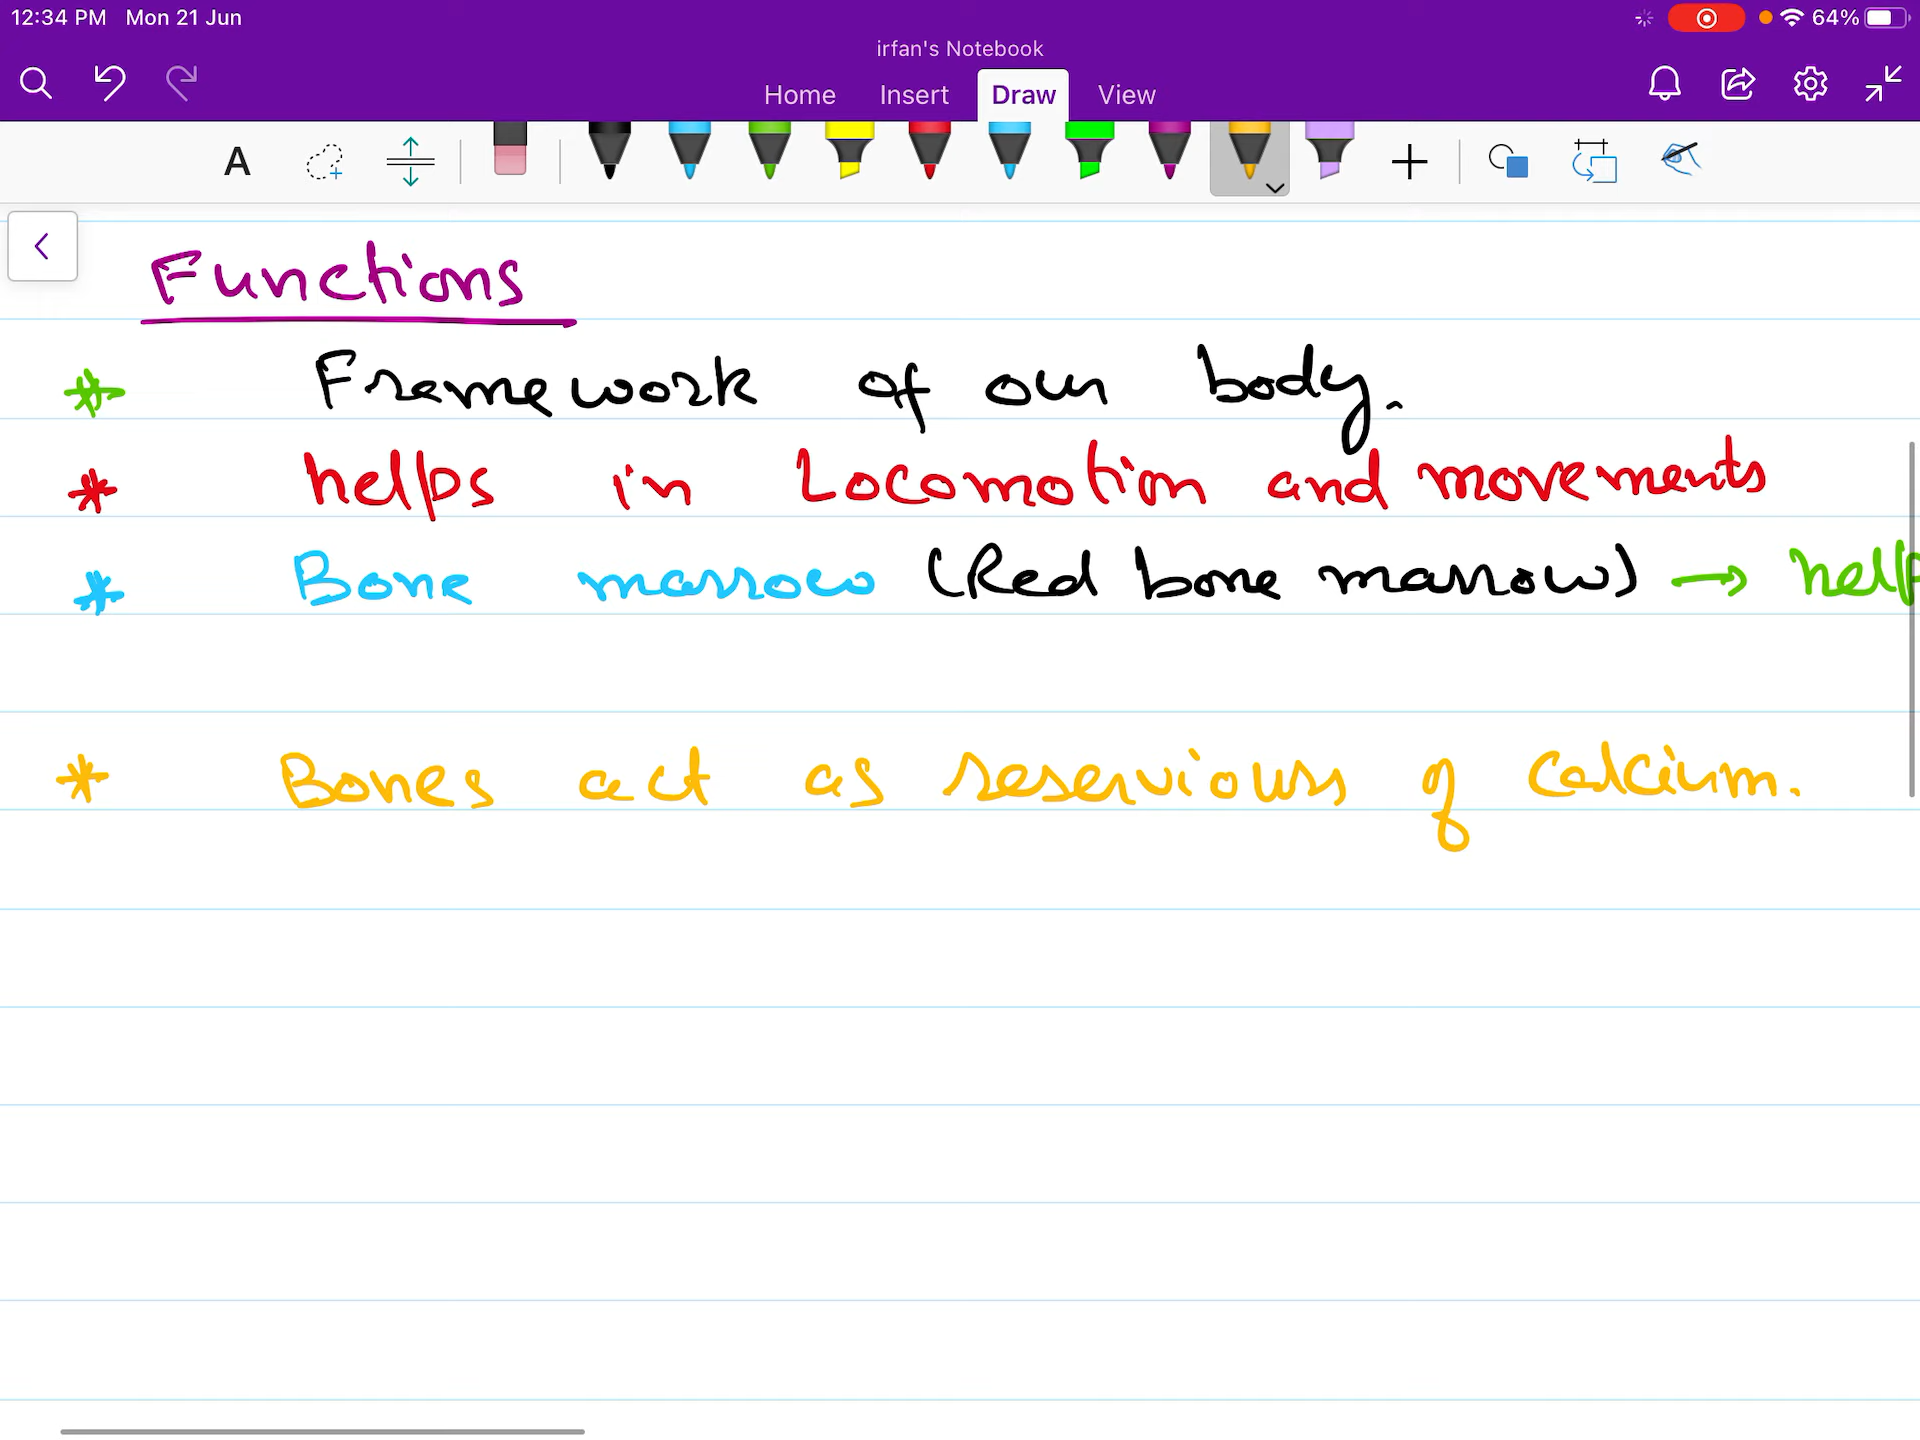 12:34 PM Mon 21 Jun 64%
irfan's Notebook
Home Insert Draw View
A
Functions
* Framework of our body.
* helps in Locomotion and movements
* Bone marrow (Red bone marrow) → help
* Bones act as reserviours of calcium.